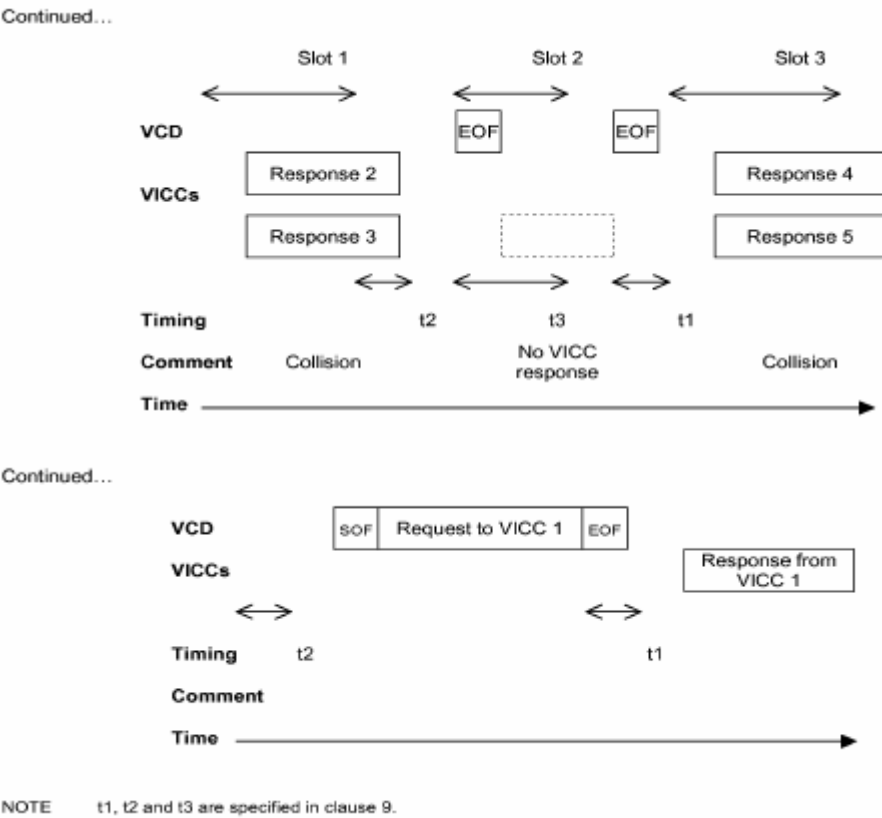 Continued…
Slot 1 Slot 2 Slot 3
VCD EOF EOF
Response 2 Response 4
VICCs
Response 3 Response 5
Timing t2 t3 t1
Comment Collision No VICC response Collision
Time
Continued…
VCD SOF Request to VICC 1 EOF
VICCs Response from VICC 1
Timing t2 t1
Comment
Time
NOTE t1, t2 and t3 are specified in clause 9.